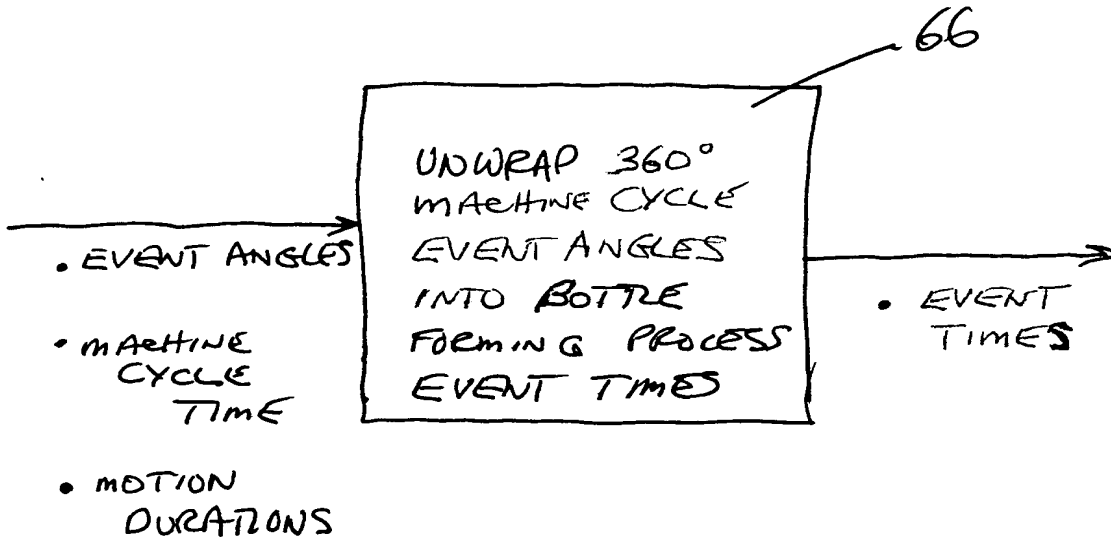 66
UNWRAP 360°
MACHINE CYCLE
EVENT ANGLES
INTO BOTTLE
FORMING PROCESS
EVENT TIMES
• EVENT ANGLES
• MACHINE
CYCLE
TIME
• MOTION
DURATIONS
• EVENT
TIMES